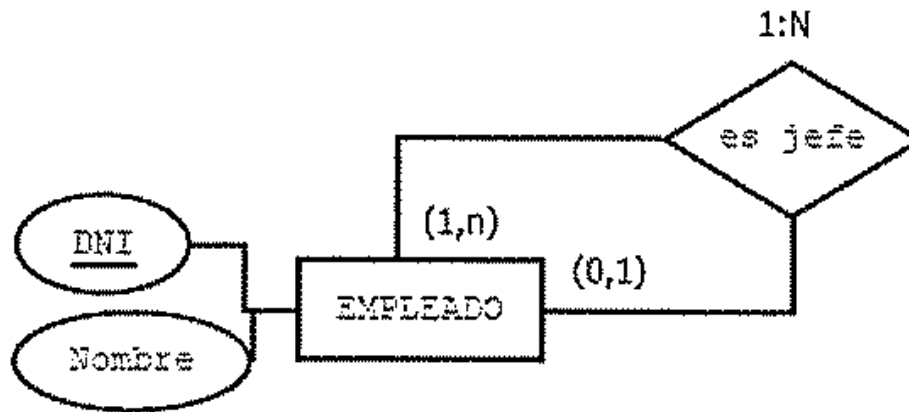 1:N
es jefe
(1,n)
DNI
(0,1)
EMPLEADO
Nombre